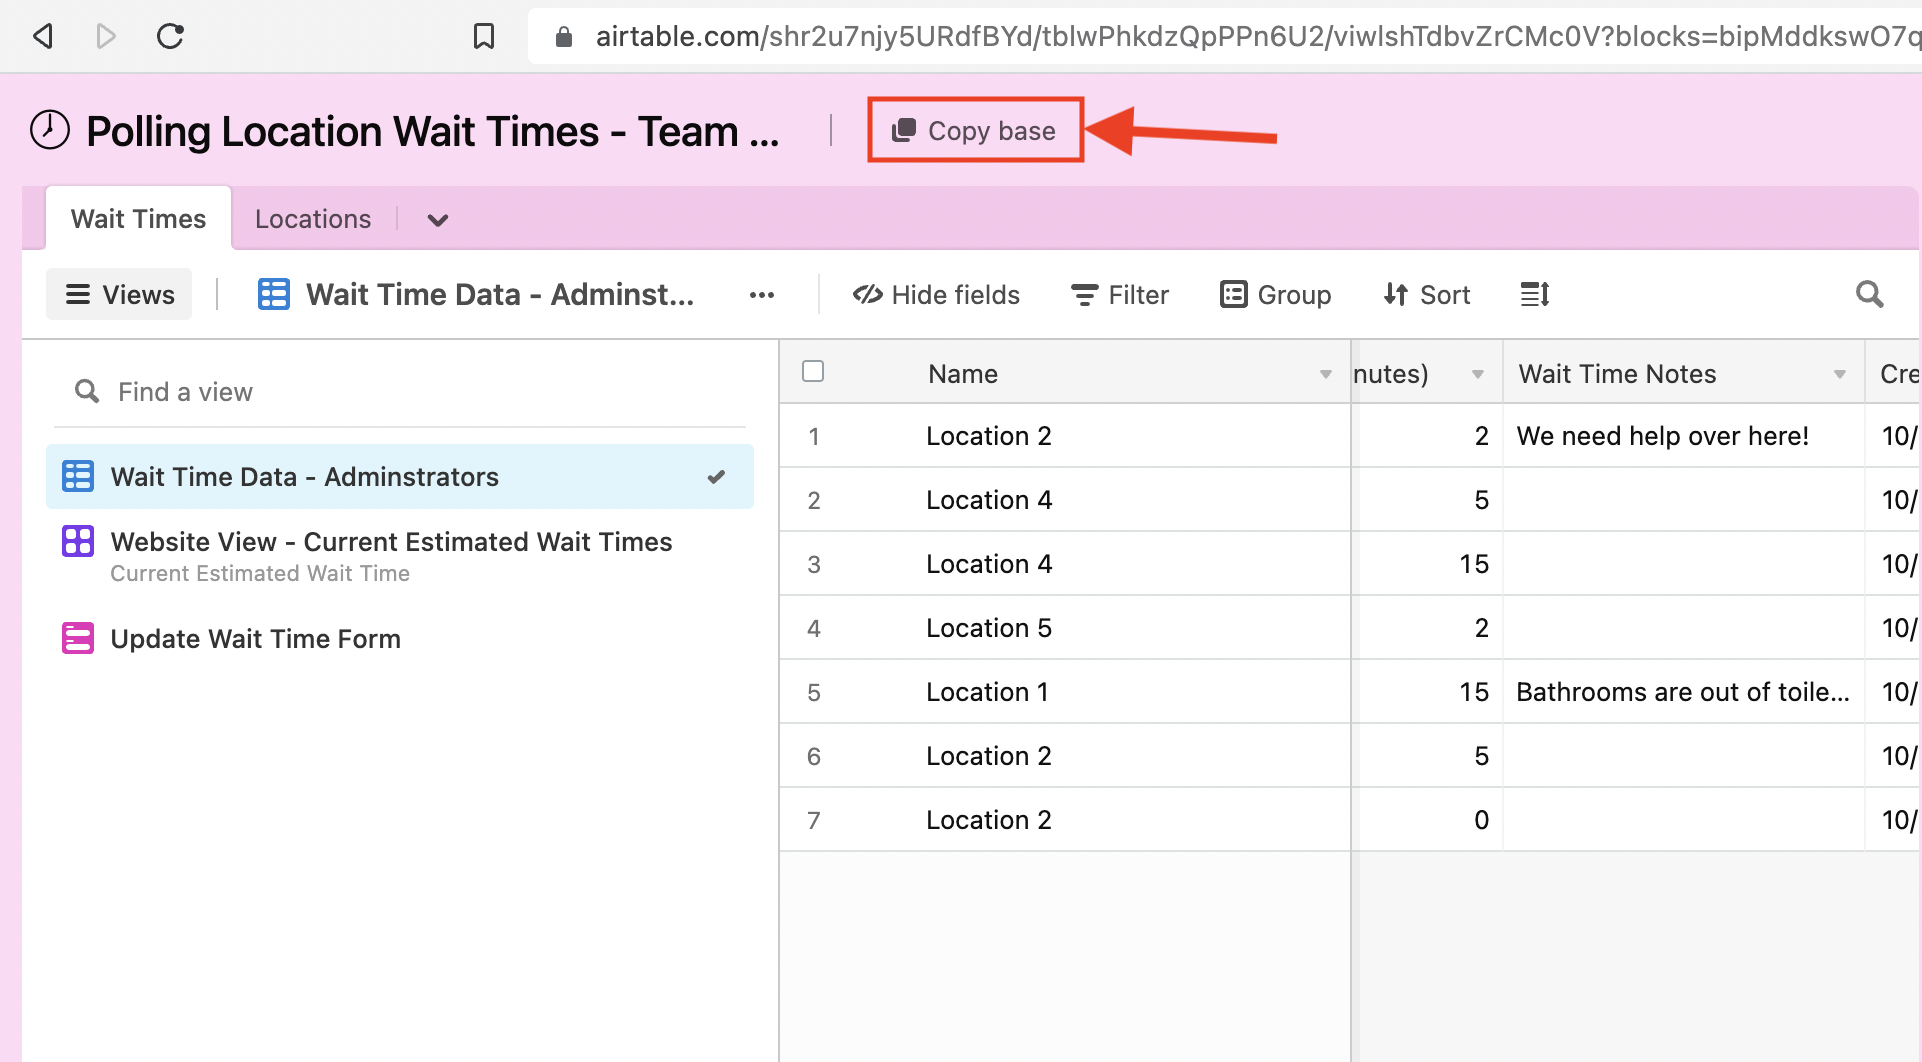 airtable.com/shr2u7njy5URdfBYd/tblwPhkdzQpPPn6U2/viwlshTdbvZrCMc0V?blocks=bipMddkswO7q
Polling Location Wait Times - Team ...
Copy base
Wait Times
Locations
Views
Wait Time Data - Adminst...
Hide fields
Filter
Group
Sort
Find a view
Wait Time Data - Adminstrators
Website View - Current Estimated Wait Times
Current Estimated Wait Time
Update Wait Time Form
Name nutes) Wait Time Notes Cre
1 Location 2 2 We need help over here! 10/
2 Location 4 5 10/
3 Location 4 15 10/
4 Location 5 2 10/
5 Location 1 15 Bathrooms are out of toile... 10/
6 Location 2 5 10/
7 Location 2 0 10/